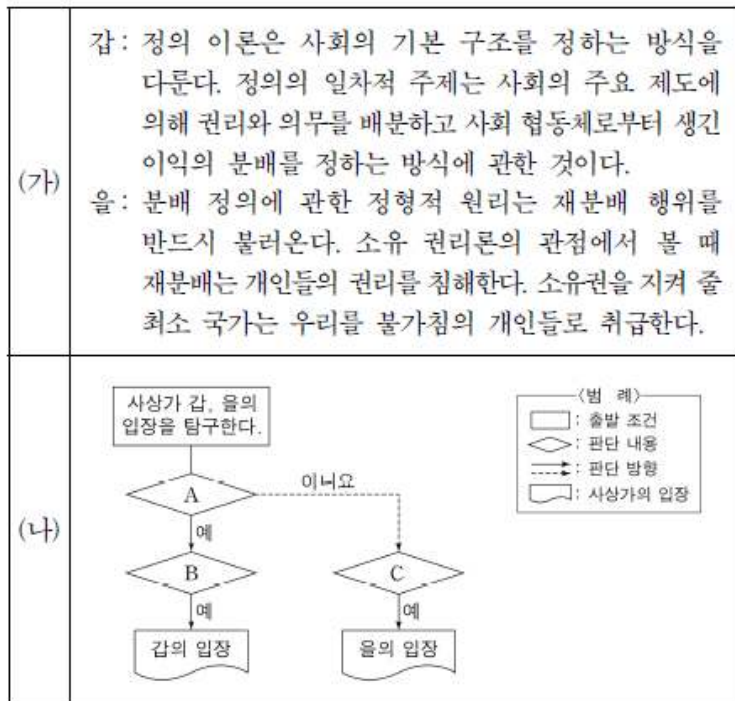 (가)
갑: 정의 이론은 사회의 기본 구조를 정하는 방식을
다룬다. 정의의 일차적 주제는 사회의 주요 제도에
의해 권리와 의무를 배분하고 사회 협동체로부터 생긴
이익의 분배를 정하는 방식에 관한 것이다.
을: 분배 정의에 관한 정형적 원리는 재분배 행위를
반드시 불러온다. 소유 권리론의 관점에서 볼 때
재분배는 개인들의 권리를 침해한다. 소유권을 지켜 줄
최소 국가는 우리를 불가침의 개인들로 취급한다.
(나)
사상가 갑, 을의
입장을 탐구한다.
A
아니요
예
B
C
예
예
갑의 입장
을의 입장
<범 례>
: 출발 조건
: 판단 내용
: 판단 방향
: 사상가의 입장